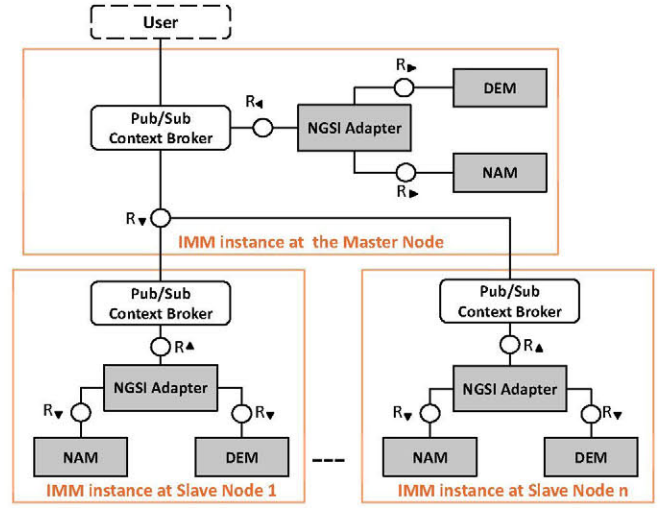 User
R▶
DEM
Pub/Sub
Context Broker
R◀
NGSI Adapter
NAM
R▶
R▼
IMM instance at the Master Node
Pub/Sub
Context Broker
R▲
NGSI Adapter
R▼
R▼
NAM
DEM
IMM instance at Slave Node 1
---
Pub/Sub
Context Broker
R▲
NGSI Adapter
R▼
R▼
NAM
DEM
IMM instance at Slave Node n